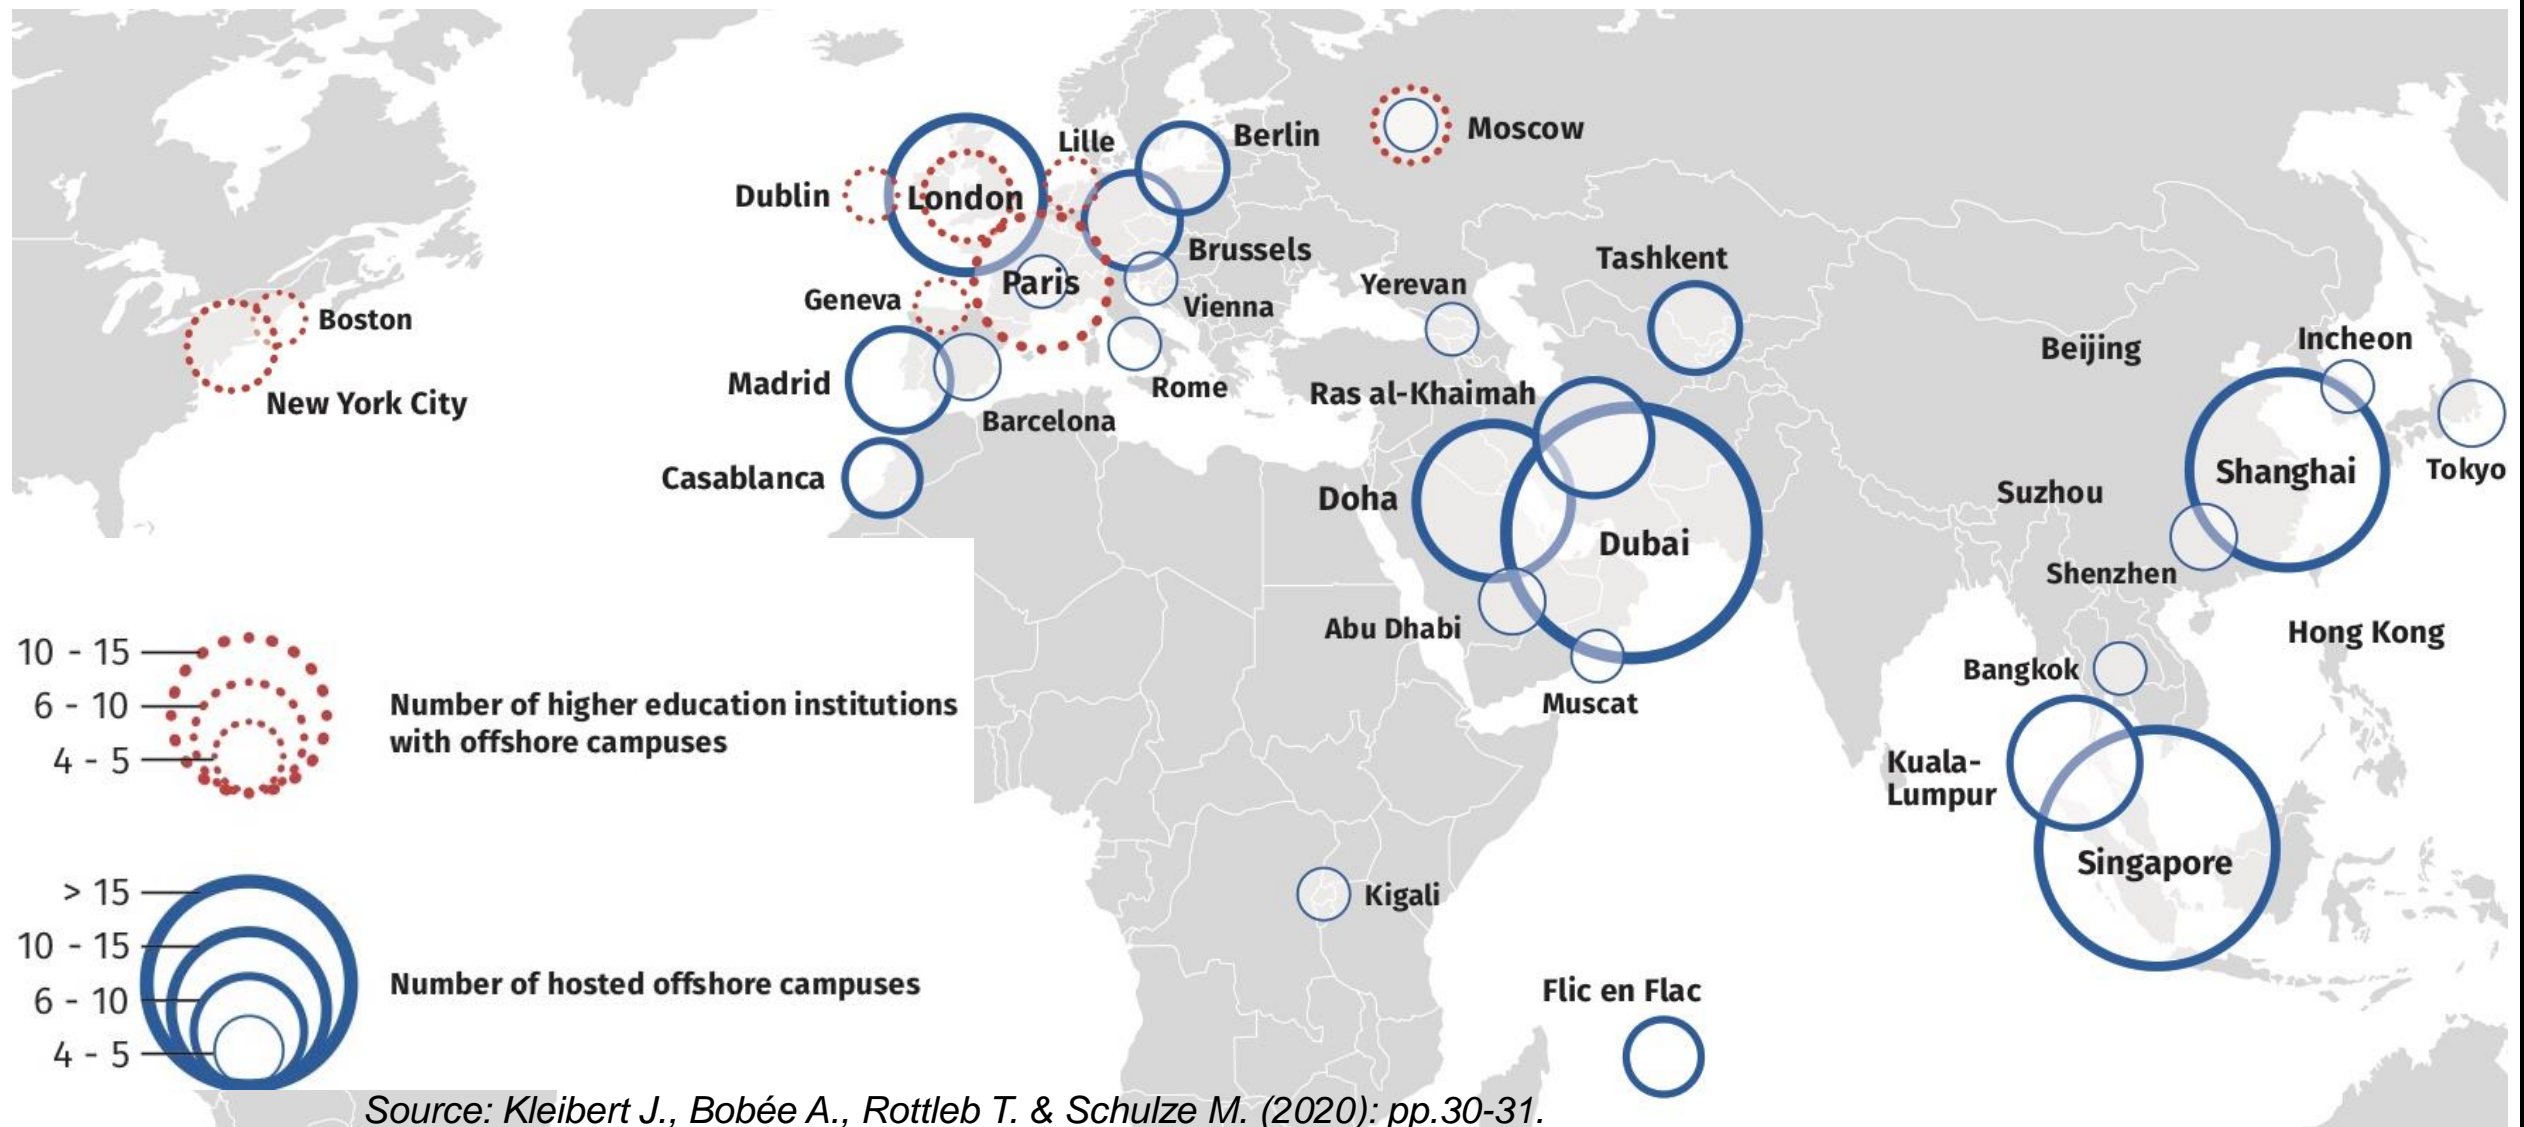 Moscow
Lille
Berlin
Dublin
London
Brussels
Tashkent
Geneva
Paris
Yerevan
Vienna
Boston
Incheon
Beijing
Madrid
Rome
Ras al-Khaimah
New York City
Barcelona
Tokyo
Casablanca
Shanghai
Doha
Suzhou
Dubai
Shenzhen
Abu Dhabi
Hong Kong
Bangkok
Muscat
Kuala-
Lumpur
Singapore
Kigali
Flic en Flac
10 - 15
6 - 10
4 - 5
Number of higher education institutions
with offshore campuses
> 15
10 - 15
6 - 10
4 - 5
Number of hosted offshore campuses
Source: Kleibert J., Bobée A., Rottleb T. & Schulze M. (2020): pp.30-31.